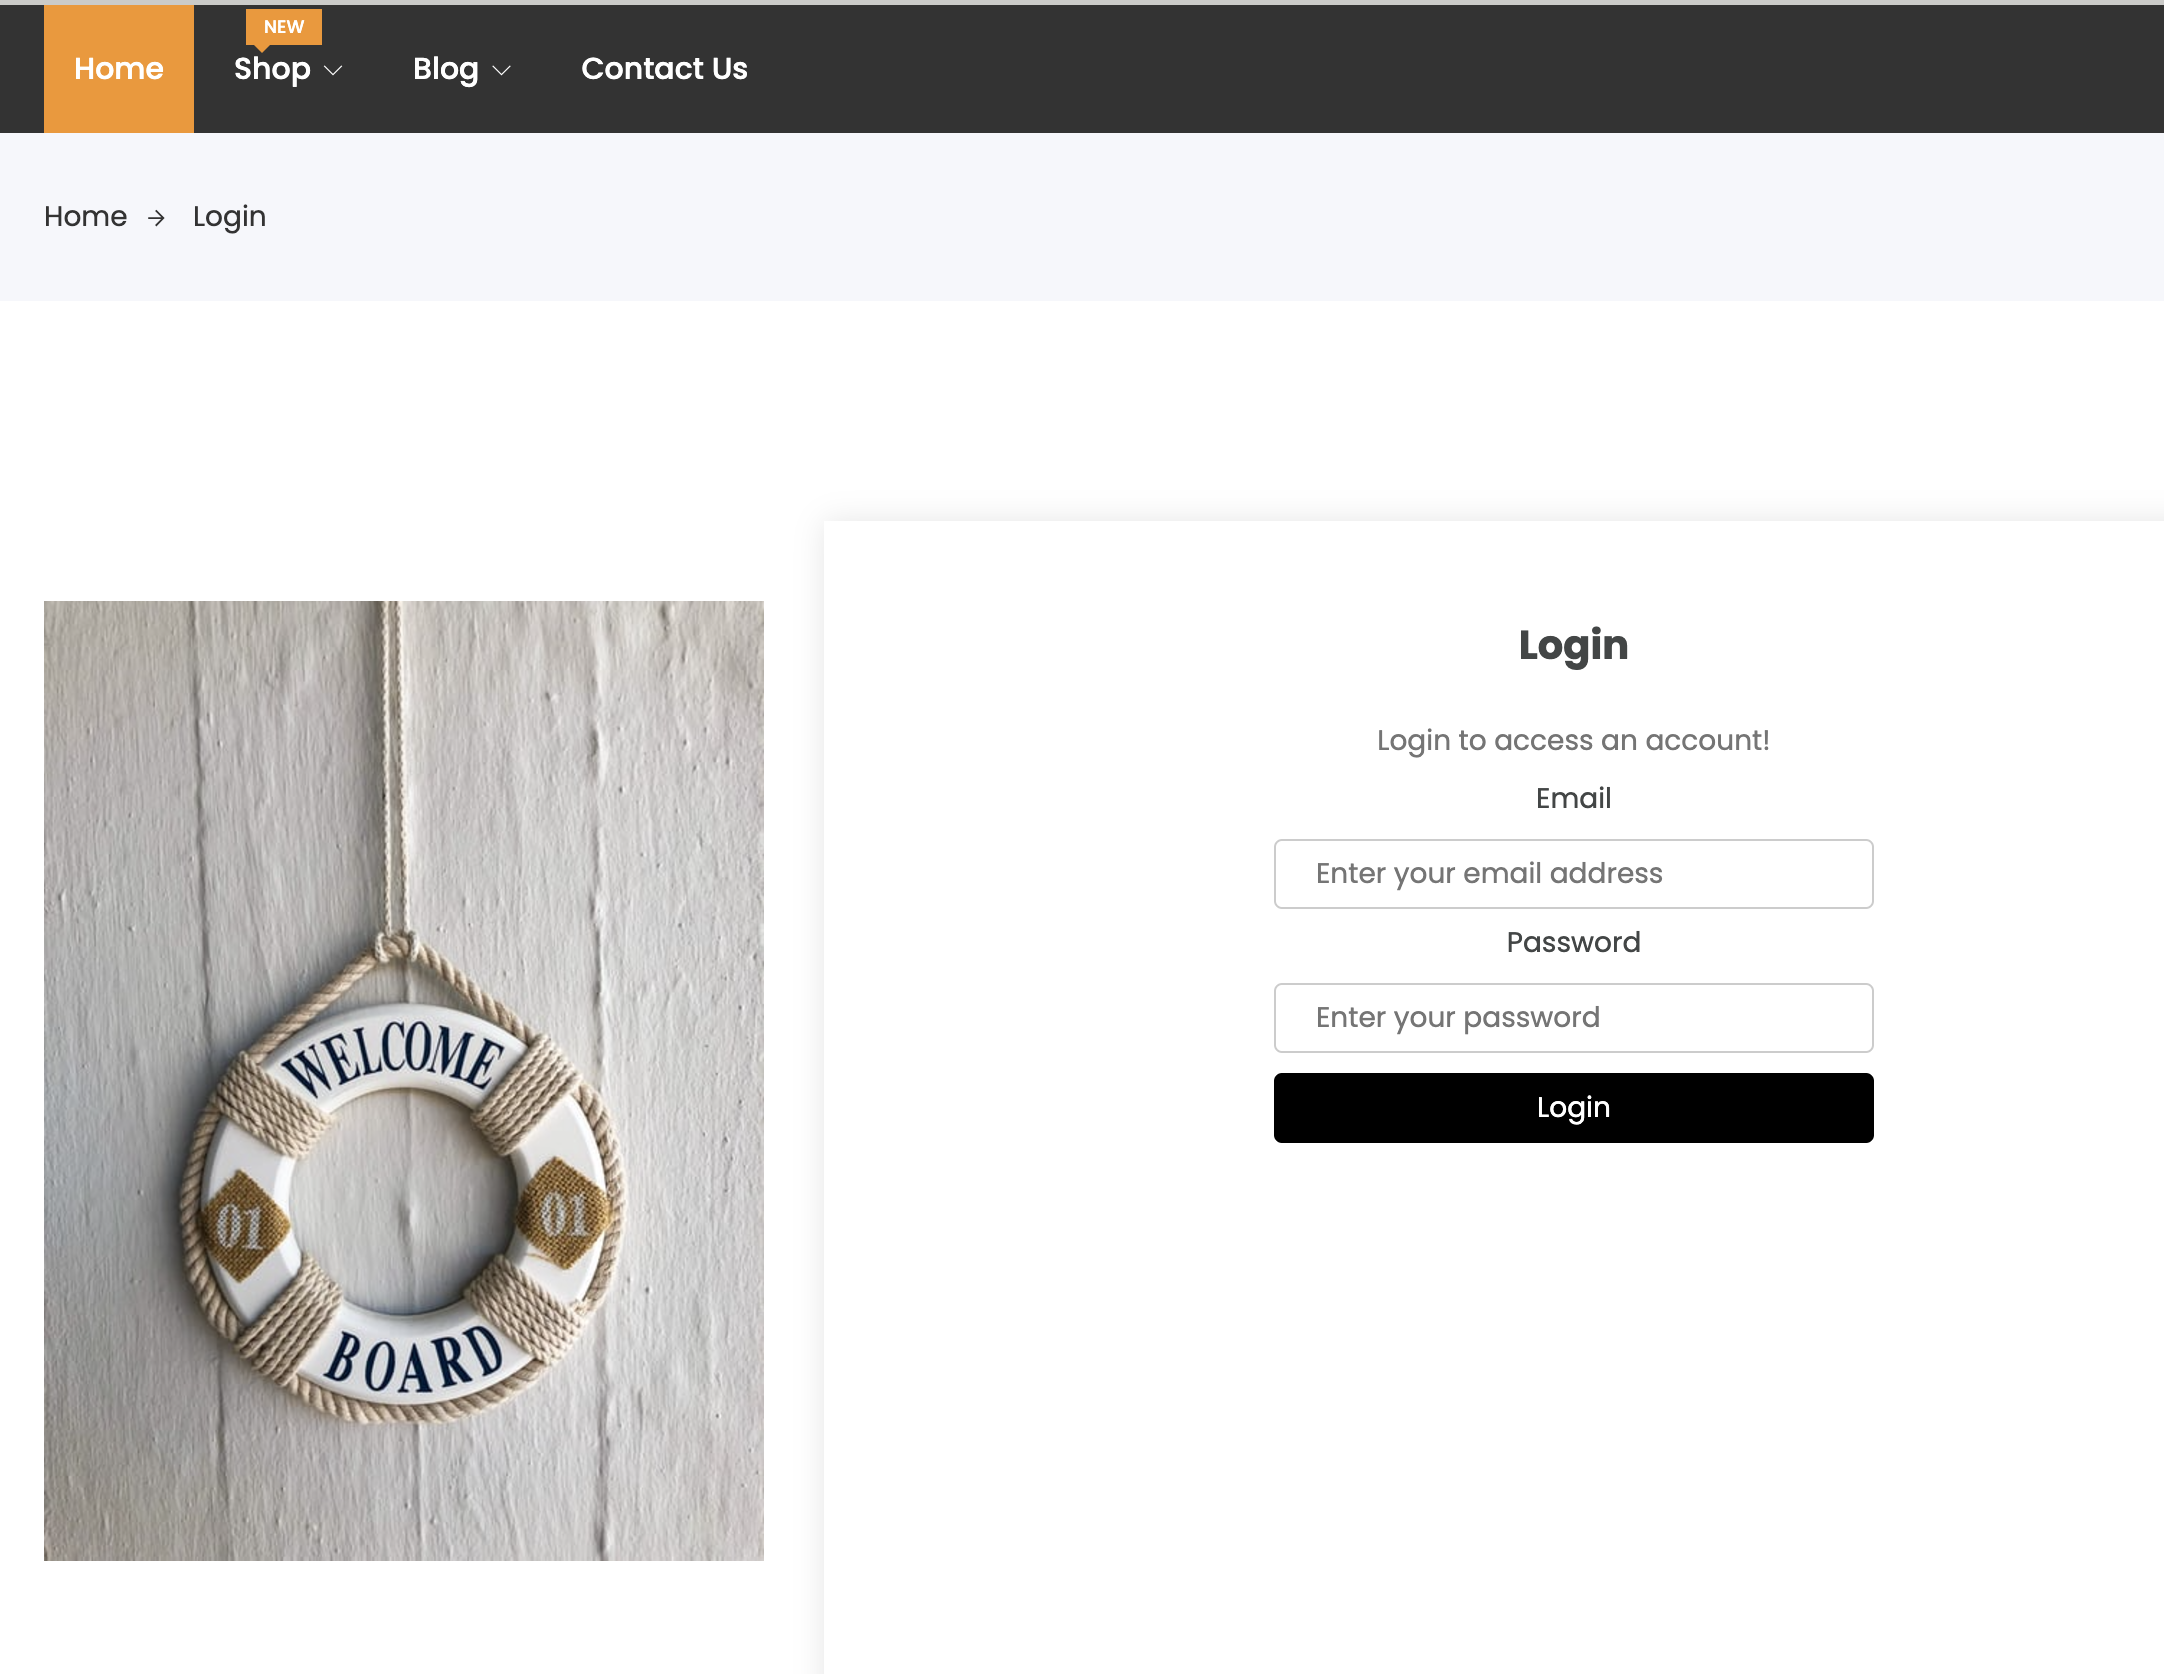 NEW
Home Shop Blog Contact Us
Home → Login
Login
Login to access an account!
Email
Enter your email address
Password
Enter your password
Login
WELCOME
01 01
BOARD